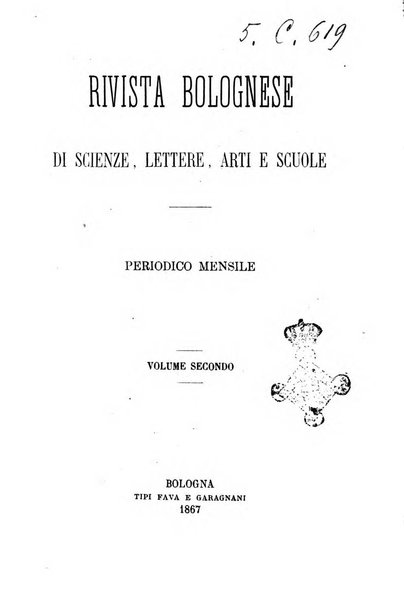 5. C. 619
RIVISTA BOLOGNESE
DI SCIENZE, LETTERE, ARTI E SCUOLE
PERIODICO MENSILE
VOLUME SECONDO
BOLOGNA
TIPI FAVA E GARAGNANI
1867